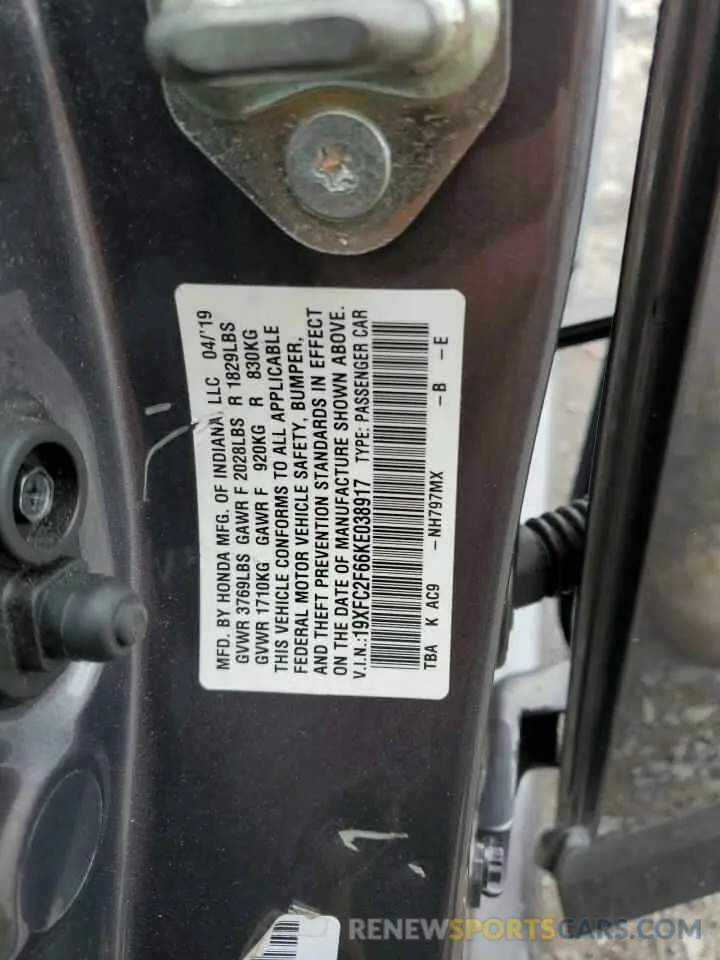 MFD. BY HONDA MFG. OF INDIANA, LLC 04/'19
GVWR 3769LBS GAWR F 2028LBS R 1829LBS
GVWR 1710KG GAWR F 920KG R 830KG
THIS VEHICLE CONFORMS TO ALL APPLICABLE
FEDERAL MOTOR VEHICLE SAFETY, BUMPER,
AND THEFT PREVENTION STANDARDS IN EFFECT
ON THE DATE OF MANUFACTURE SHOWN ABOVE.
V.I.N.:19XFC2F66KE038917 TYPE: PASSENGER CAR
TBA K AC9 –NH797MX –B –E
RENEWSPORTSCARS.COM